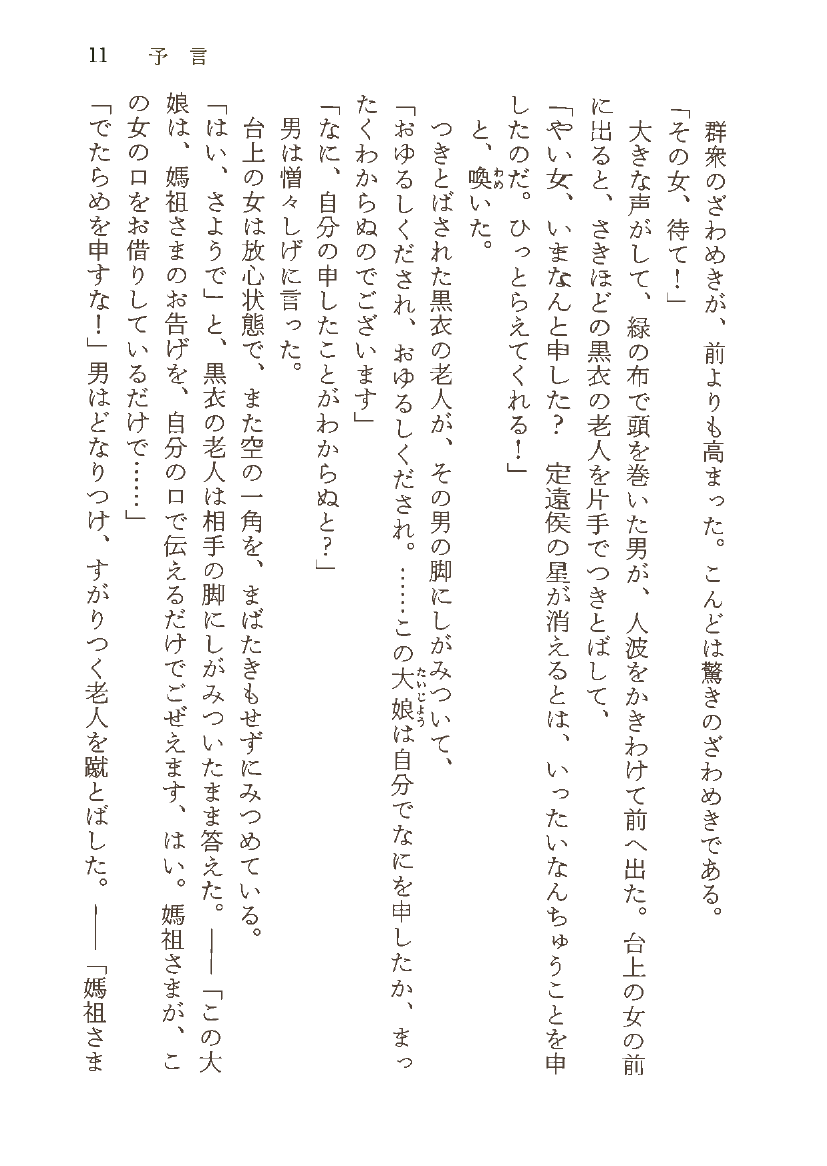 11　予言
群衆のざわめきが、前よりも高まった。こんどは驚きのざわめきである。
「その女、待て！」
大きな声がして、緑の布で頭を巻いた男が、人波をかきわけて前へ出た。台上の女の前
に出ると、さきほどの黒衣の老人を片手でつきとばして、
「やい女、いまなんと申した？　定遠侯の星が消えるとは、いったいなんちゅうことを申
したのだ。ひっとらえてくれる！」
と、喚いた。
つきとばされた黒衣の老人が、その男の脚にしがみついて、
「おゆるしくだされ、おゆるしくだされ。……この大娘は自分でなにを申したか、まっ
たくわからぬのでございます」
「なに、自分の申したことがわからぬと？」
男は憎々しげに言った。
台上の女は放心状態で、また空の一角を、まばたきもせずにみつめている。
「はい、さようで」と、黒衣の老人は相手の脚にしがみついたまま答えた。――「この大
娘は、媽祖さまのお告げを、自分の口で伝えるだけでごぜえます、はい。媽祖さまが、こ
の女の口をお借りしているだけで……」
「でたらめを申すな！」男はどなりつけ、すがりつく老人を蹴とばした。――「媽祖さま